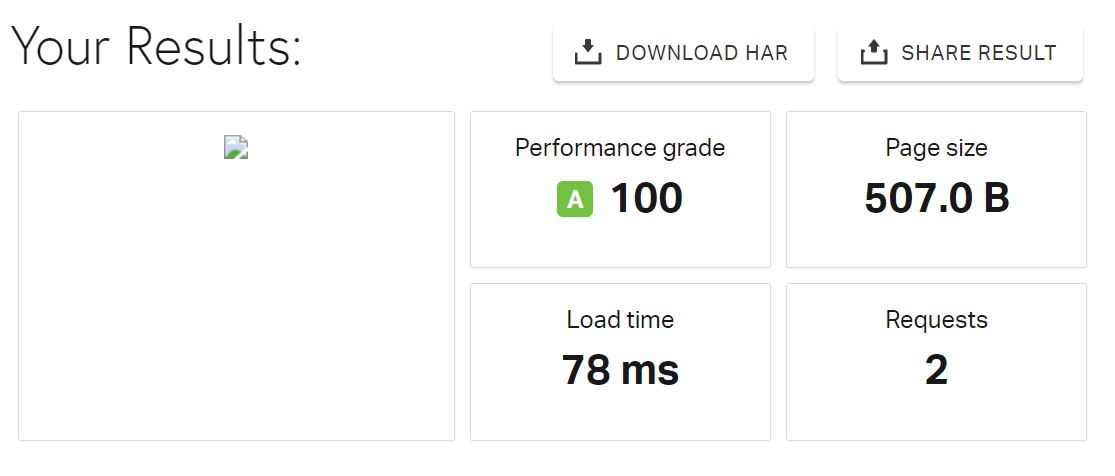 Your Results:
DOWNLOAD HAR
SHARE RESULT
Performance grade
A 100
Page size
507.0 B
Load time
78 ms
Requests
2